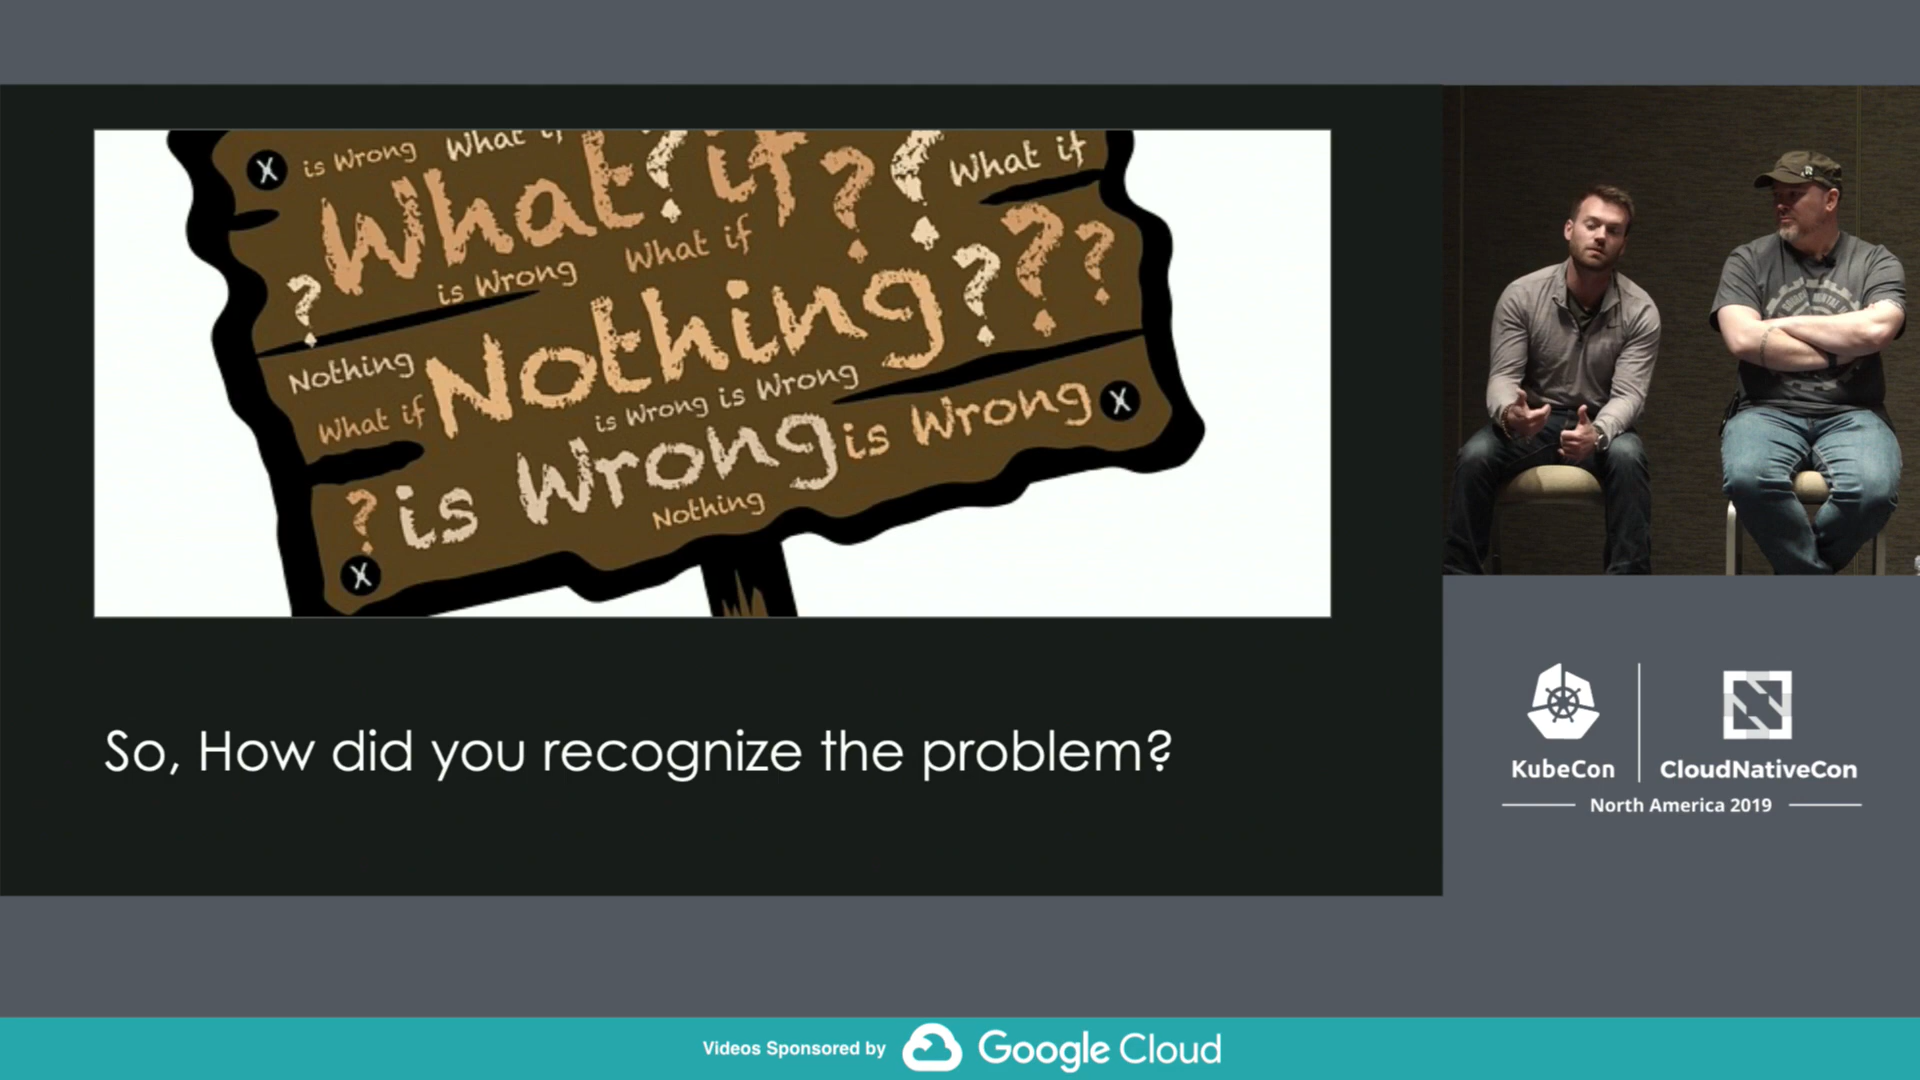 is Wrong What if
What if?
? ? What if
is Wrong What if
? Nothing????
Nothing
What if
is Wrong is Wrong
? is Wrong is Wrong
Nothing
So, How did you recognize the problem?
KubeCon
CloudNativeCon
North America 2019
Videos Sponsored by Google Cloud